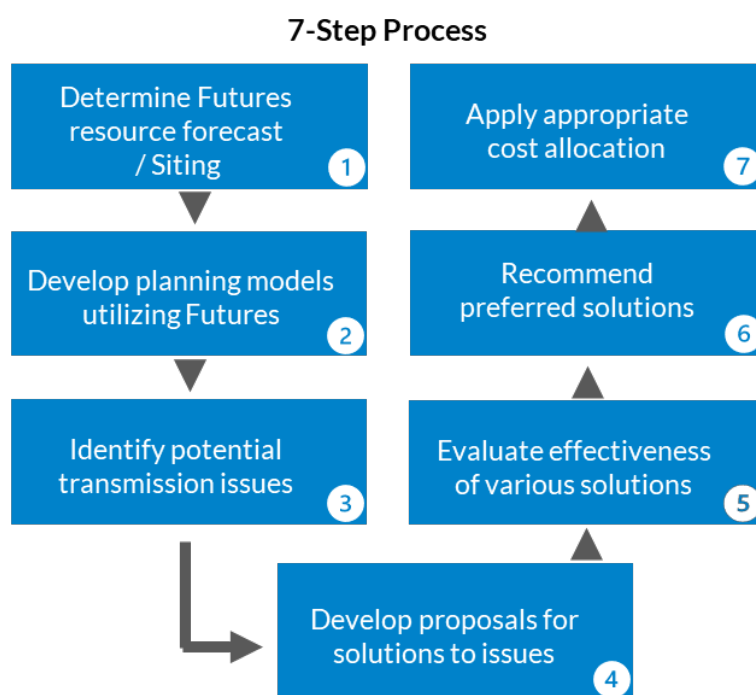 7-Step Process
Determine Futures
resource forecast
/ Siting
1
Develop planning models
utilizing Futures
2
Identify potential
transmission issues
3
Develop proposals for
solutions to issues
4
Evaluate effectiveness
of various solutions
5
Recommend
preferred solutions
6
Apply appropriate
cost allocation
7